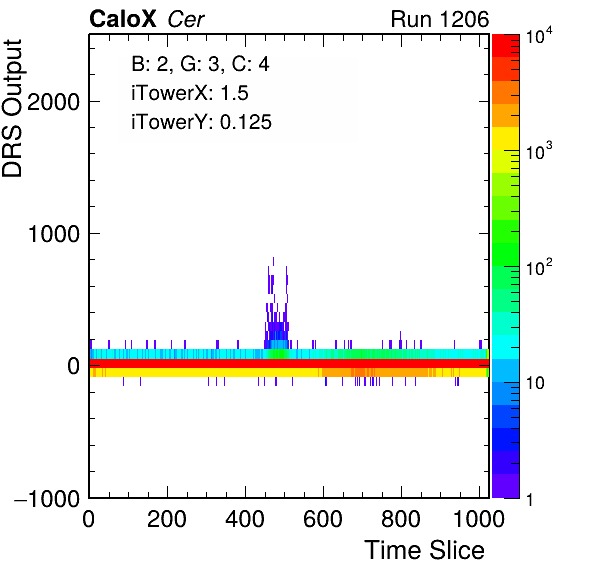 CaloX Cer Run 1206
DRS Output
B: 2, G: 3, C: 4
iTowerX: 1.5
iTowerY: 0.125
2000
1000
0
−1000
0 200 400 600 800 1000
Time Slice
10^4
10^3
10^2
10
1